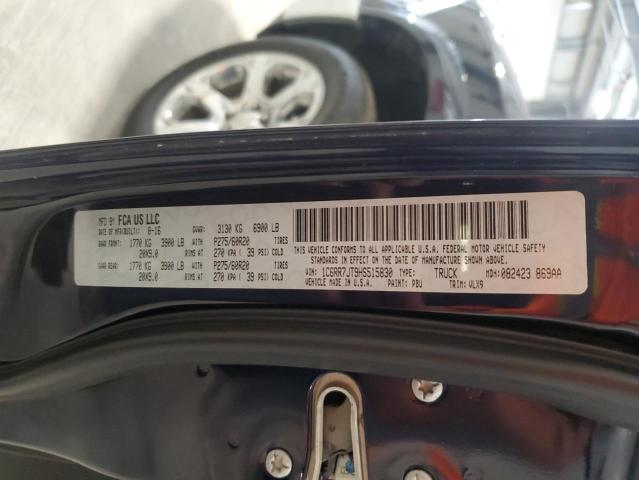 MFD BY FCA US LLC
DATE OF MFR(BUILT): 8-16 GVWR: 3130 KG 6900 LB
GAWR FRONT: 1770 KG 3900 LB WITH P275/60R20 TIRES
20X9.0 RIMS AT 270 KPA ( 39 PSI) COLD
GAWR REAR: 1770 KG 3900 LB WITH P275/60R20 TIRES
20X9.0 RIMS AT 270 KPA ( 39 PSI) COLD
THIS VEHICLE CONFORMS TO ALL APPLICABLE U.S.A. FEDERAL MOTOR VEHICLE SAFETY
STANDARDS IN EFFECT ON THE DATE OF MANUFACTURE SHOWN ABOVE.
VIN: 1C6RR7JT9HS515830 TYPE: TRUCK MDH: 082423 869AA
VEHICLE MADE IN U.S.A. PAINT: PBU TRIM: VLX9